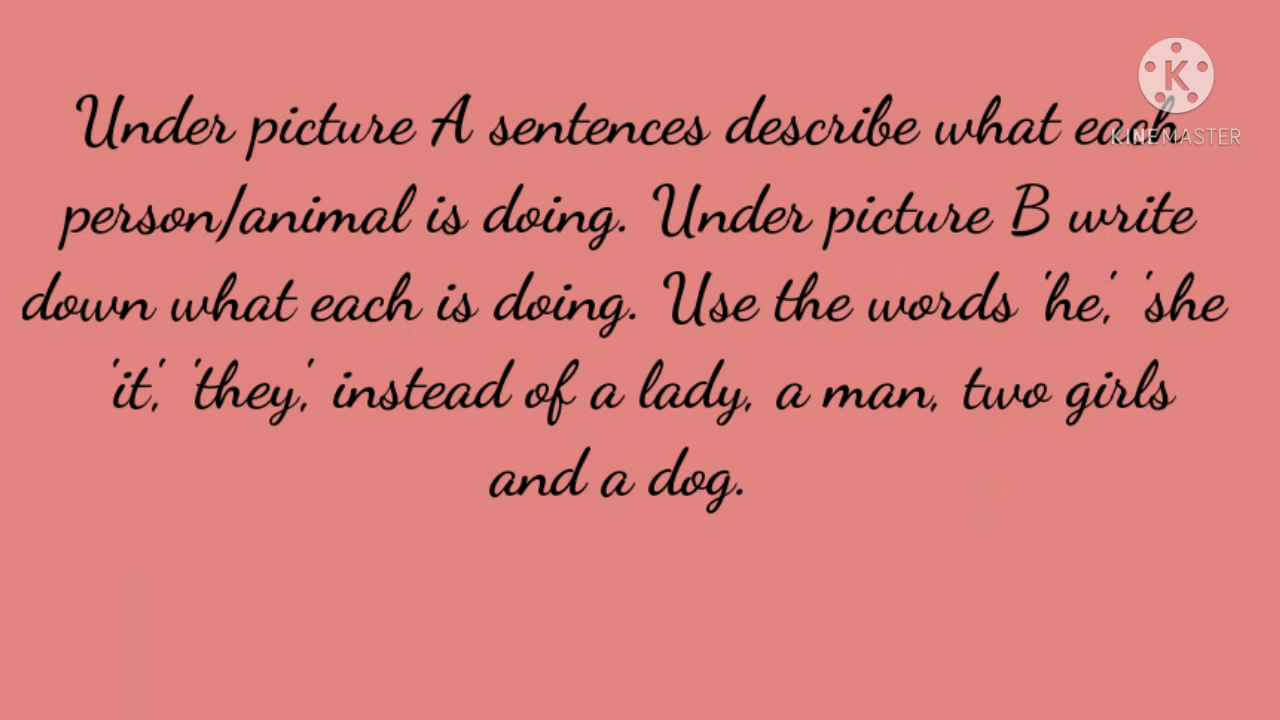 Under picture A sentences describe what each
KINEMASTER
person/animal is doing. Under picture B write
down what each is doing. Use the words 'he,' 'she
'it,' 'they,' instead of a lady, a man, two girls
and a dog.